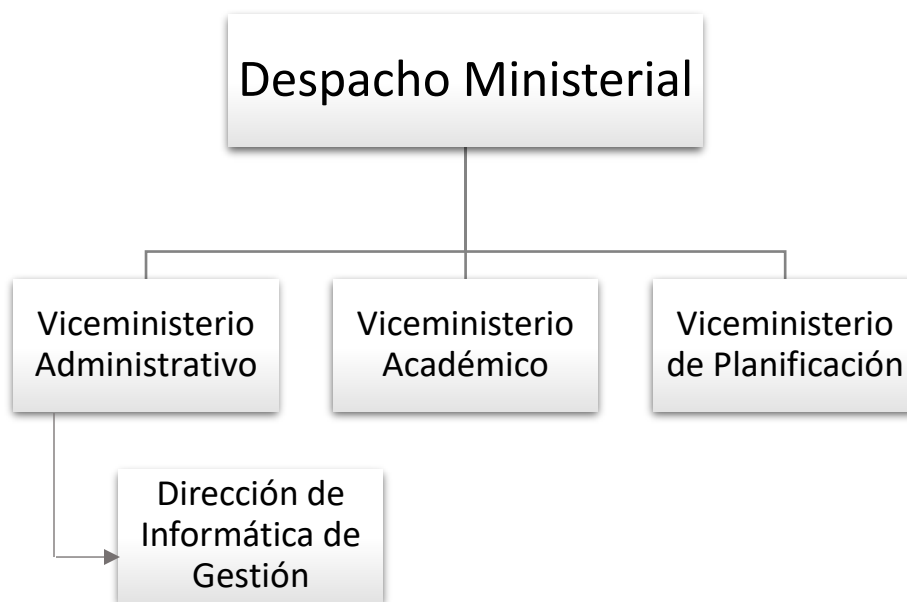 Despacho Ministerial
Viceministerio
Administrativo
Viceministerio
Académico
Viceministerio
de Planificación
Dirección de
Informática de
Gestión